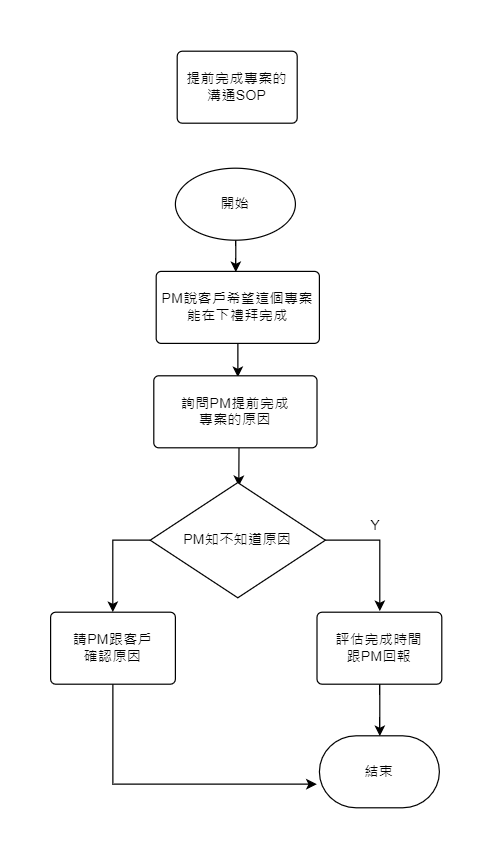 提前完成專案的
溝通SOP
開始
PM說客戶希望這個專案
能在下禮拜完成
詢問PM提前完成
專案的原因
PM知不知道原因
Y
請PM跟客戶
確認原因
評估完成時間
跟PM回報
結束